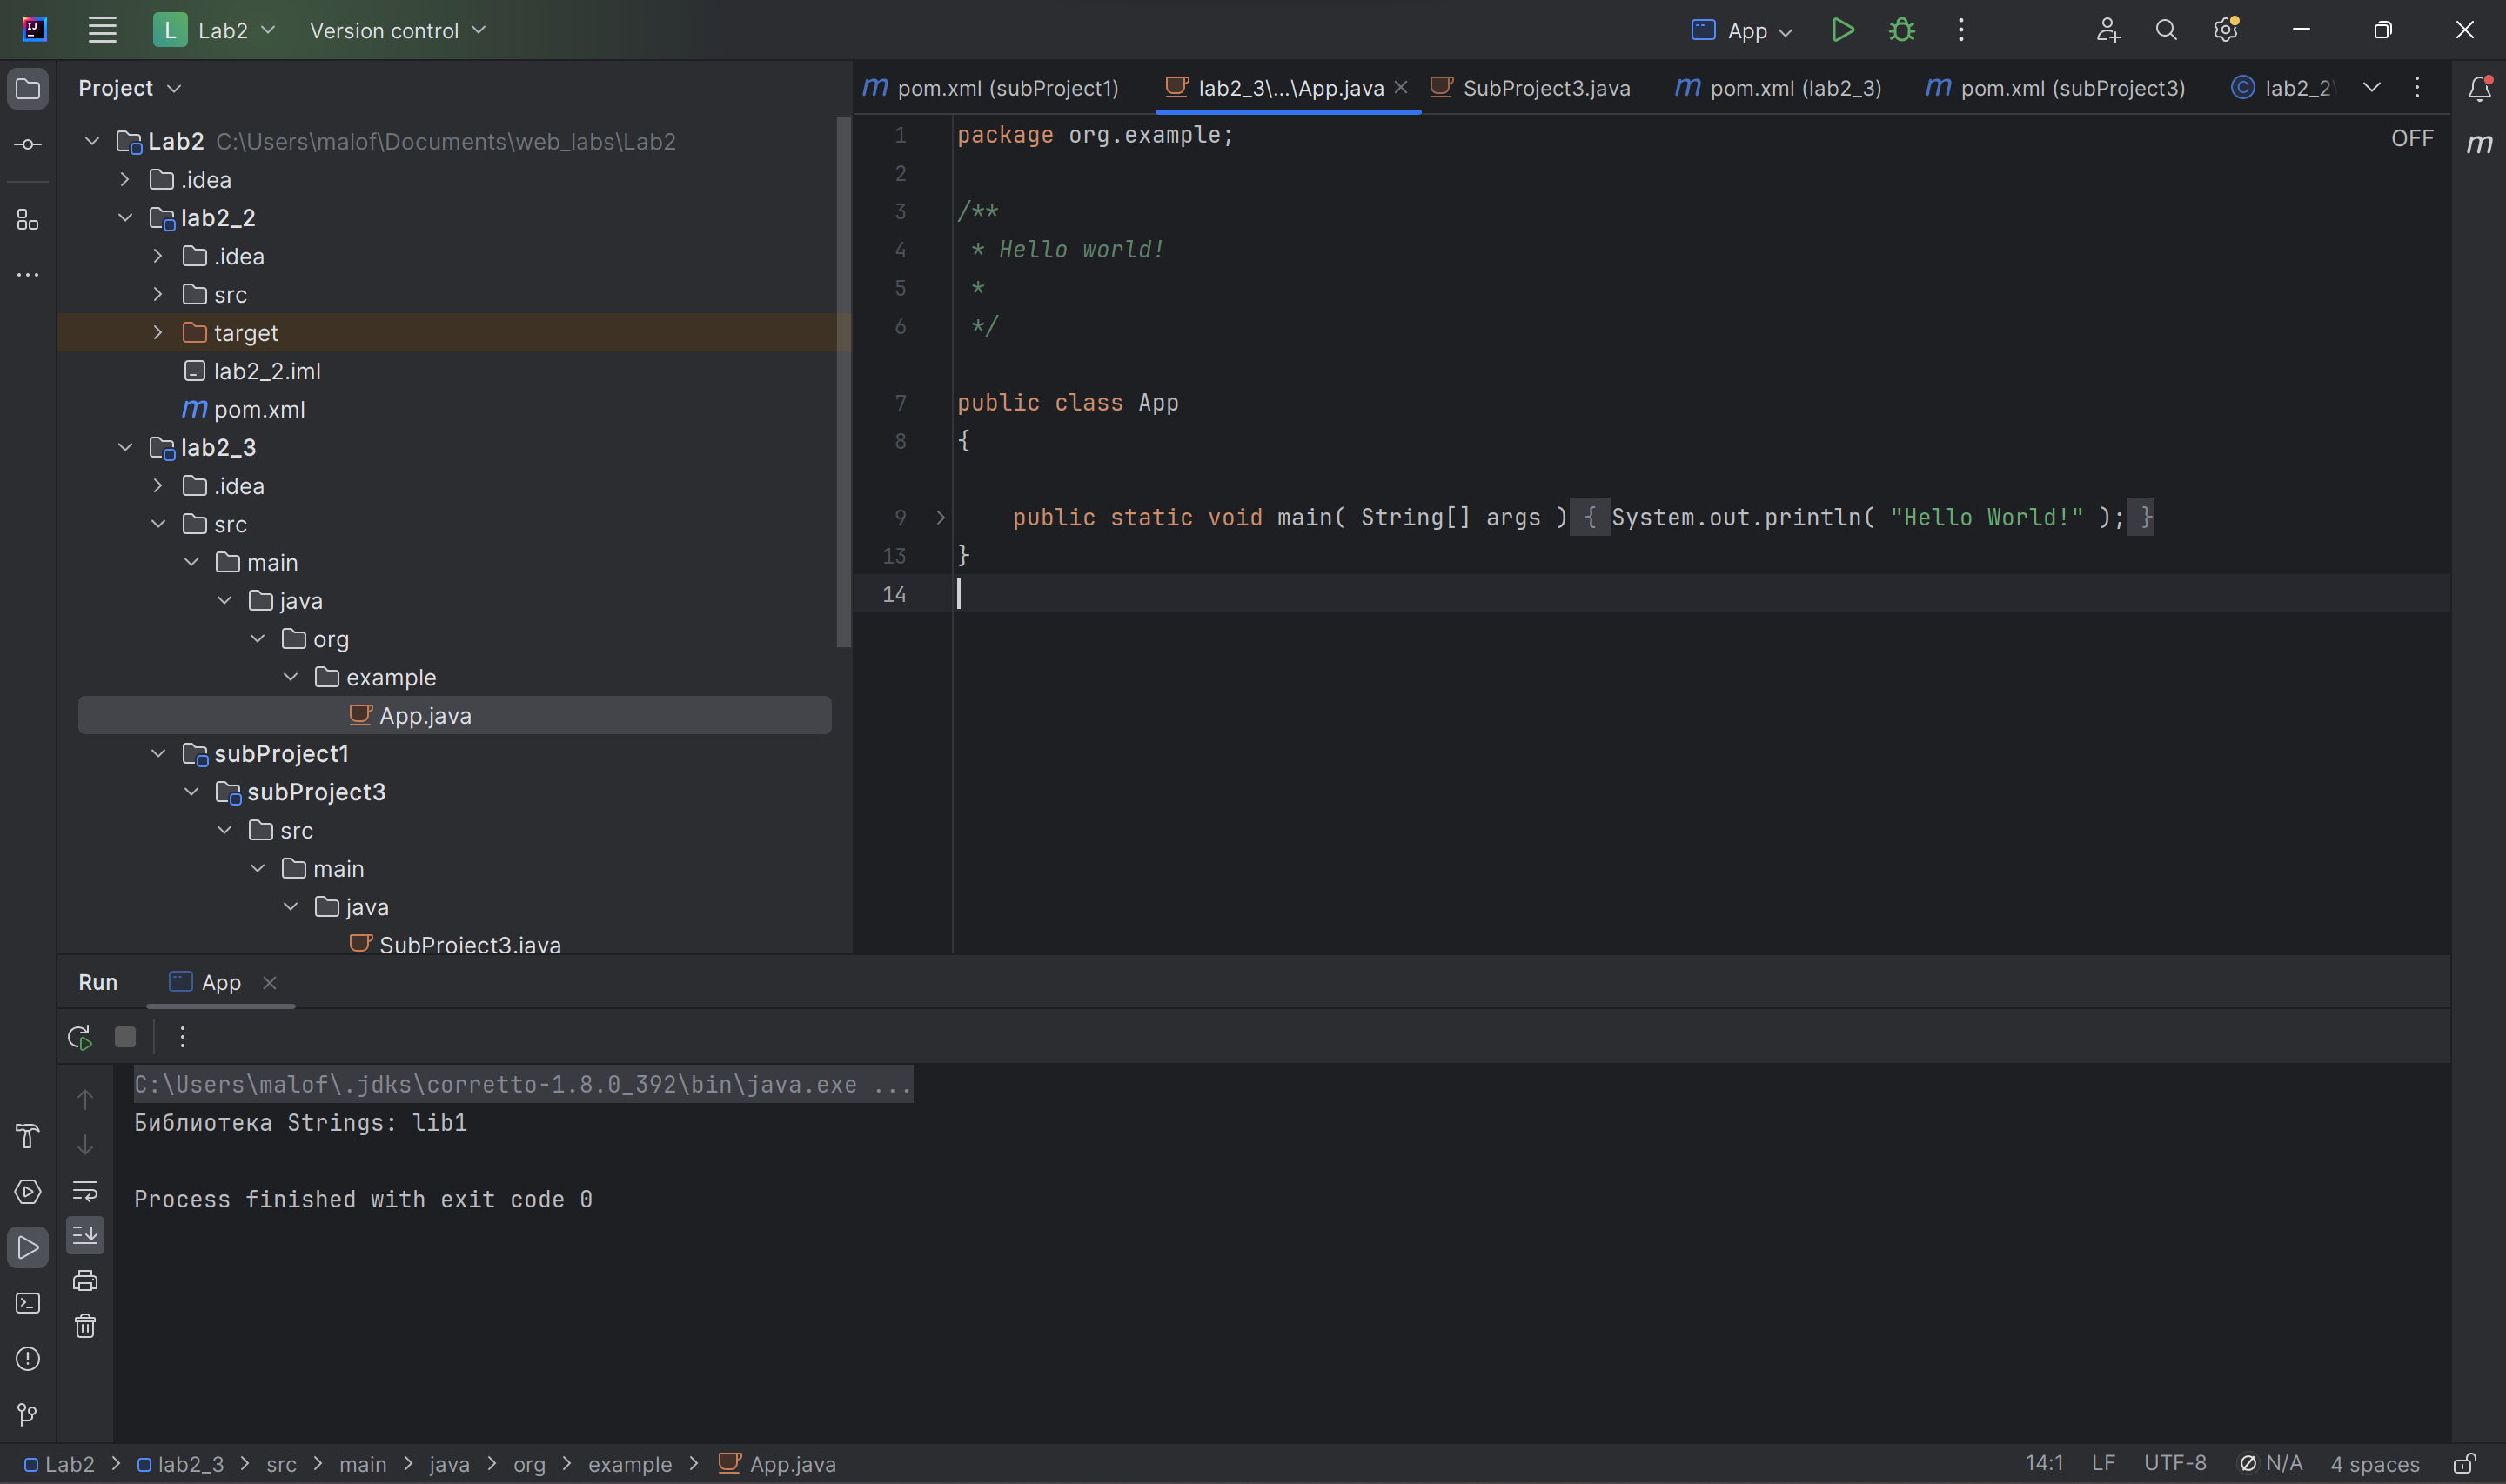 L Lab2 Version control App
Project
pom.xml (subProject1) lab2_3\...\App.java SubProject3.java pom.xml (lab2_3) pom.xml (subProject3) lab2_2\
Lab2 C:\Users\malof\Documents\web_labs\Lab2
.idea
lab2_2
.idea
src
target
lab2_2.iml
pom.xml
lab2_3
.idea
src
main
java
org
example
App.java
subProject1
subProject3
src
main
java
SubProject3.java
OFF
1 package org.example;
2
3 /**
4 * Hello world!
5 *
6 */
7 public class App
8 {
9 public static void main( String[] args ) { System.out.println( "Hello World!" ); }
13 }
14
Run App
C:\Users\malof\.jdks\corretto-1.8.0_392\bin\java.exe ...
Библиотека Strings: lib1
Process finished with exit code 0
Lab2 > lab2_3 > src > main > java > org > example > App.java
14:1 LF UTF-8 N/A 4 spaces